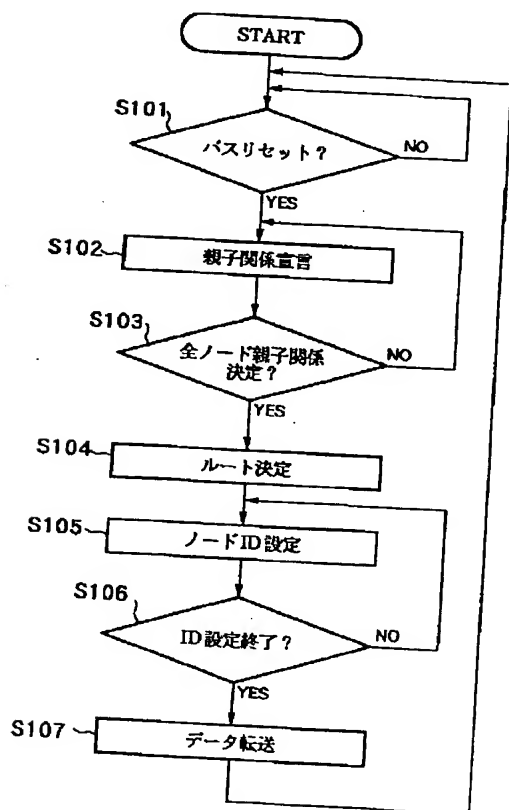 START
S101
バスリセット?
NO
YES
S102
親子関係宣言
S103
全ノード親子関係
決定?
NO
YES
S104
ルート決定
S105
ノードID設定
S106
ID設定終了?
NO
YES
S107
データ転送